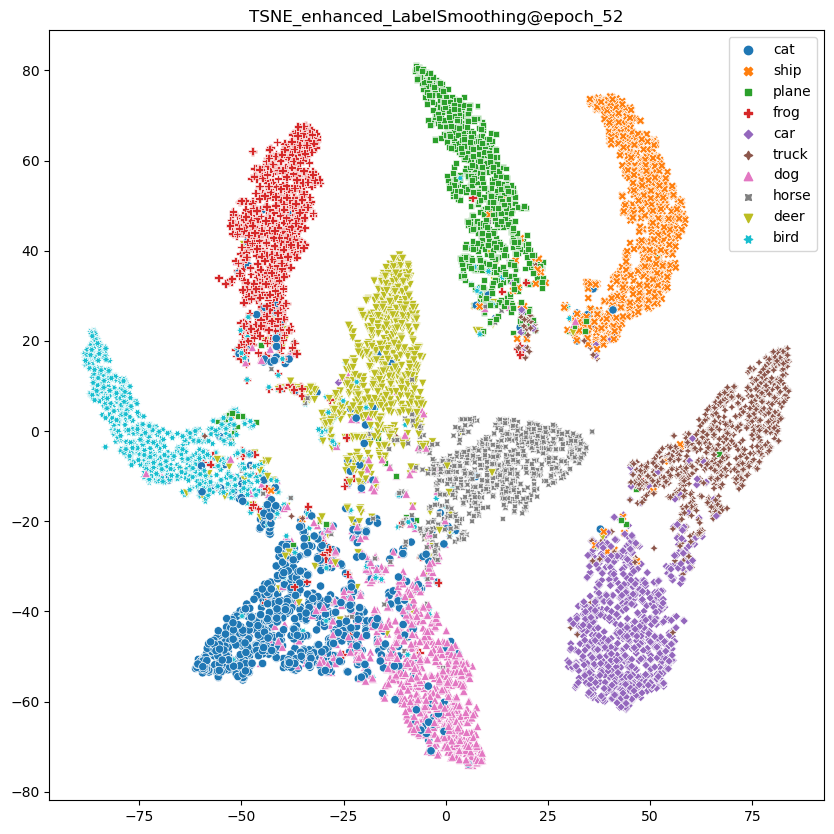 TSNE_enhanced_LabelSmoothing@epoch_52
cat
ship
plane
frog
car
truck
dog
horse
deer
bird
80
60
40
20
0
−20
−40
−60
−80
−75
−50
−25
0
25
50
75